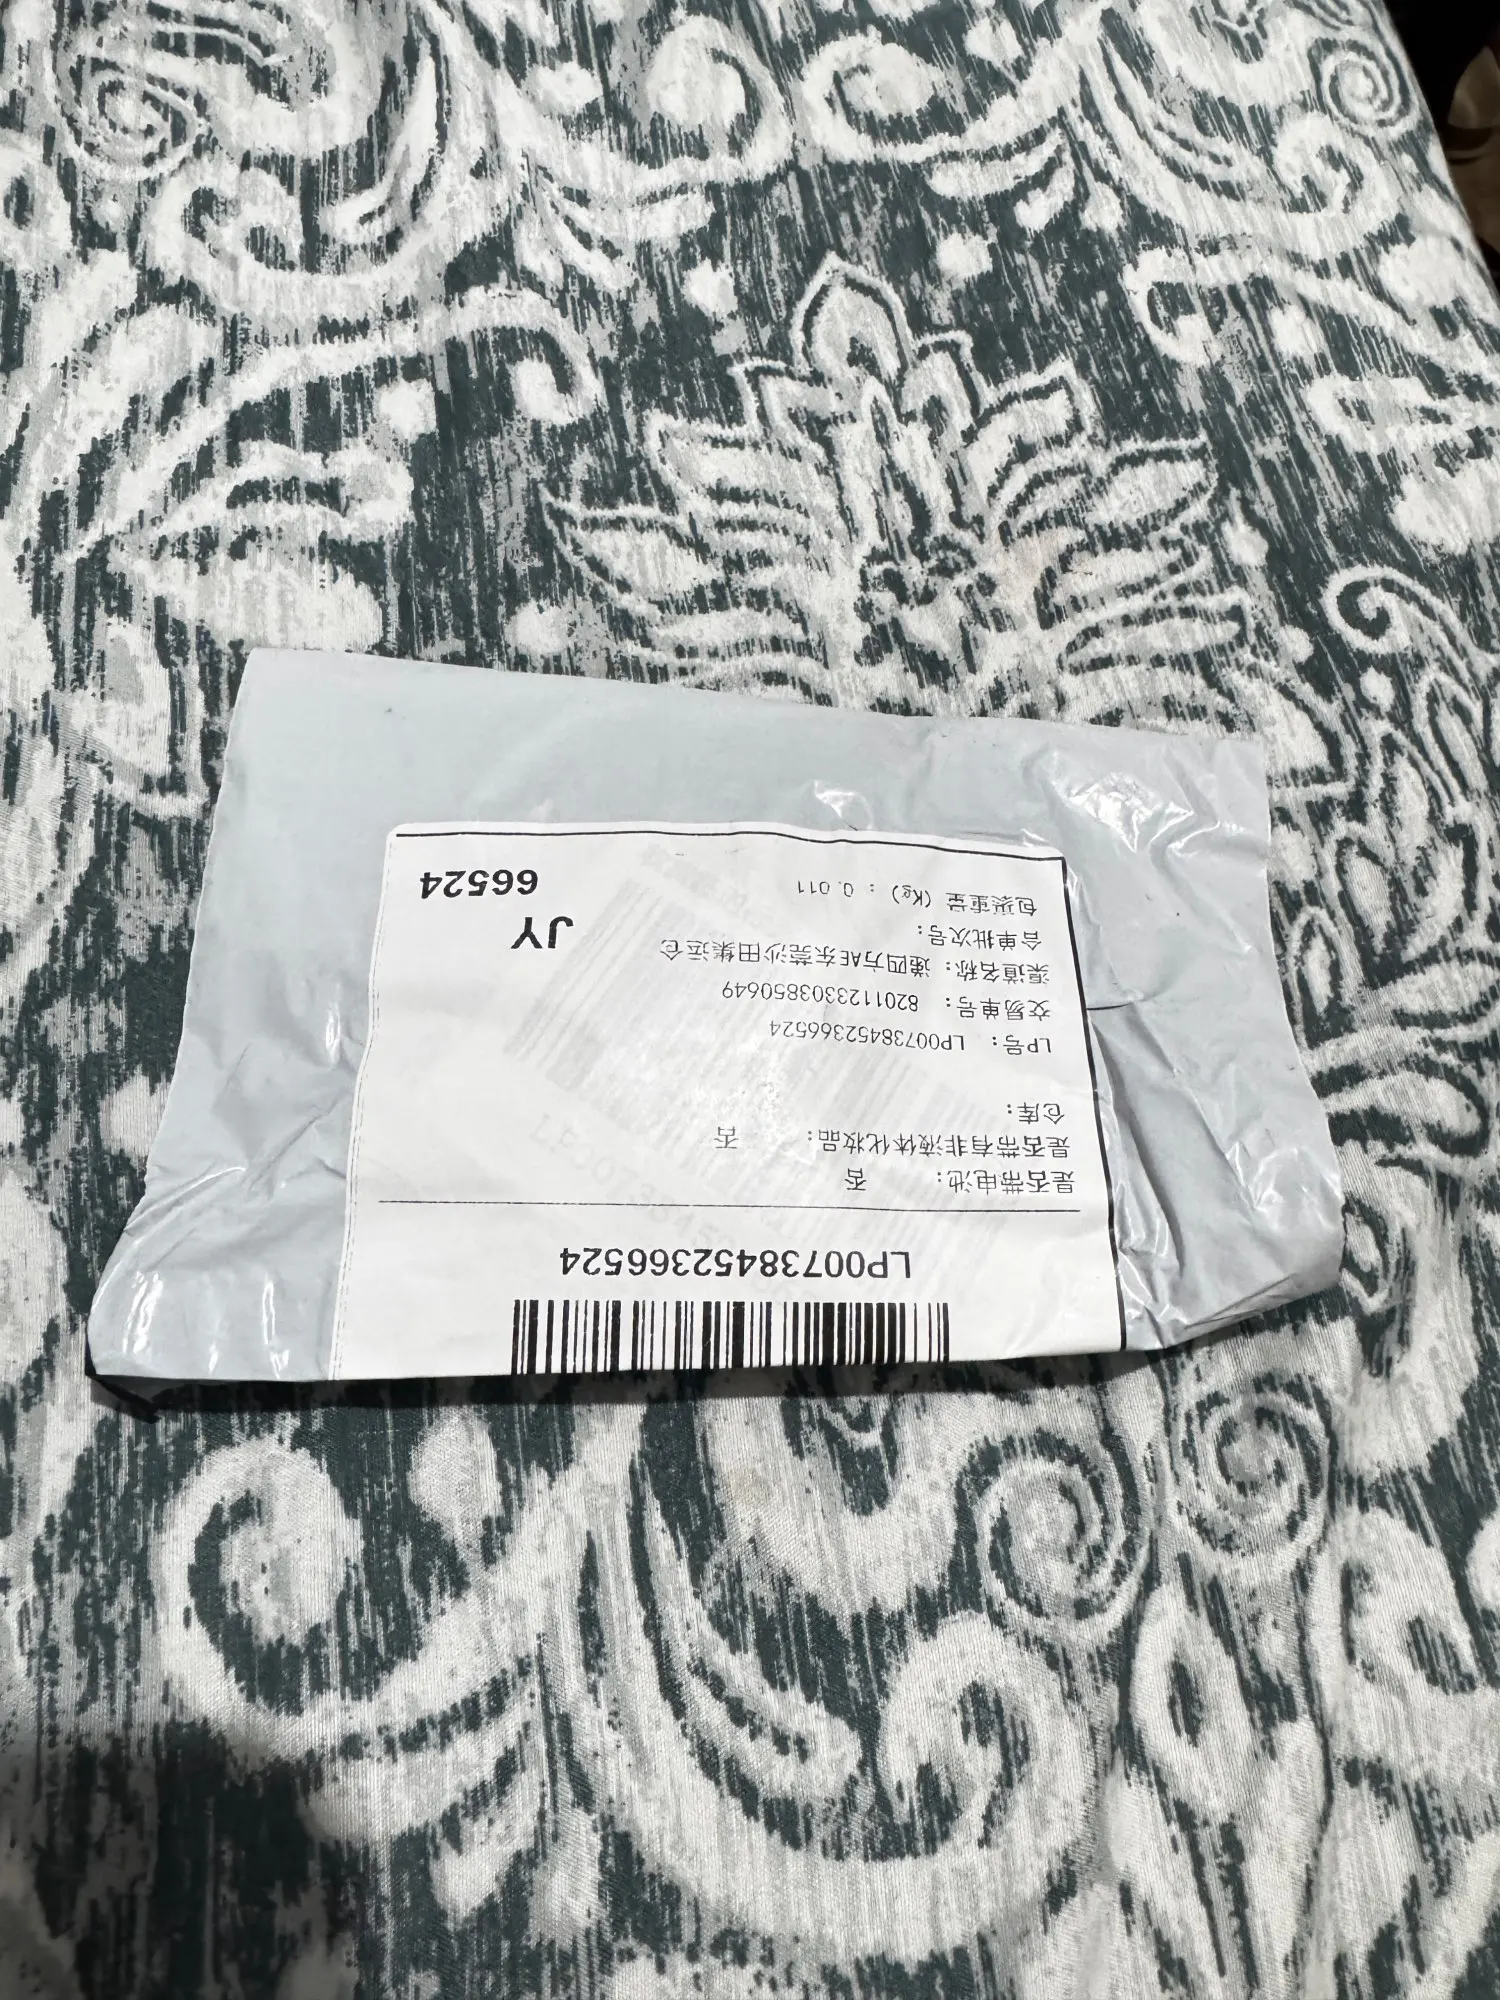 LP00738452366524
是否带电池： 否
是否带有非液体化妆品： 否
仓库：
LP号： LP00738452366524
交易单号： 8201123303850649
渠道名称： 递四方AE东莞沙田集运仓
合单批次号：
包裹重量 (Kg) : 0.011
JY
66524